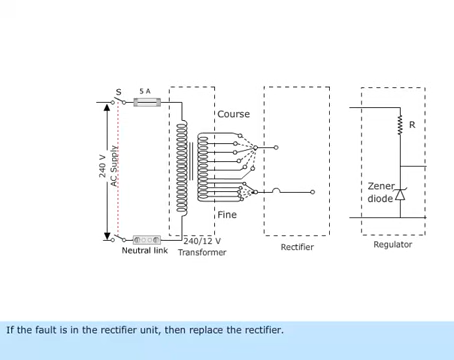 S
5 A
Course
R
240 V
AC Supply
Zener
diode
Fine
Neutral link
240/12 V
Transformer
Rectifier
Regulator
If the fault is in the rectifier unit, then replace the rectifier.